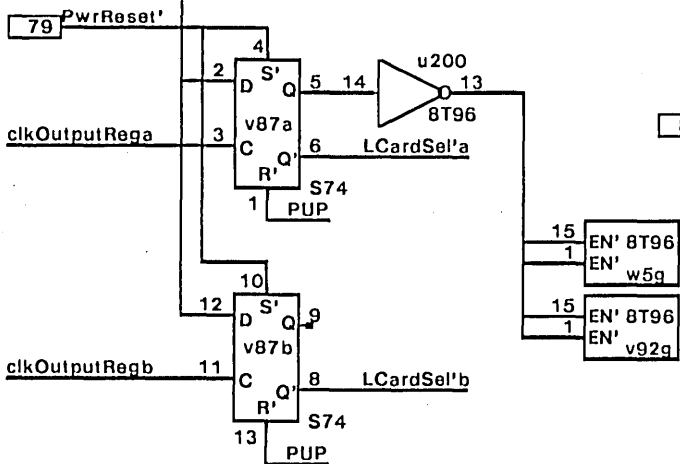 79 PwrReset'
4
u200
2 D S' Q 5 14 13
v87a 8T96
clkOutputRega 3 C Q' 6 LCardSel'a
R' S74
1 PUP
15 EN' 8T96
1 EN'
w5g
10
12 D S' Q 9 15 EN' 8T96
v87b 1 EN'
v92g
clkOutputRegb 11 C Q' 8 LCardSel'b
R' S74
13 PUP